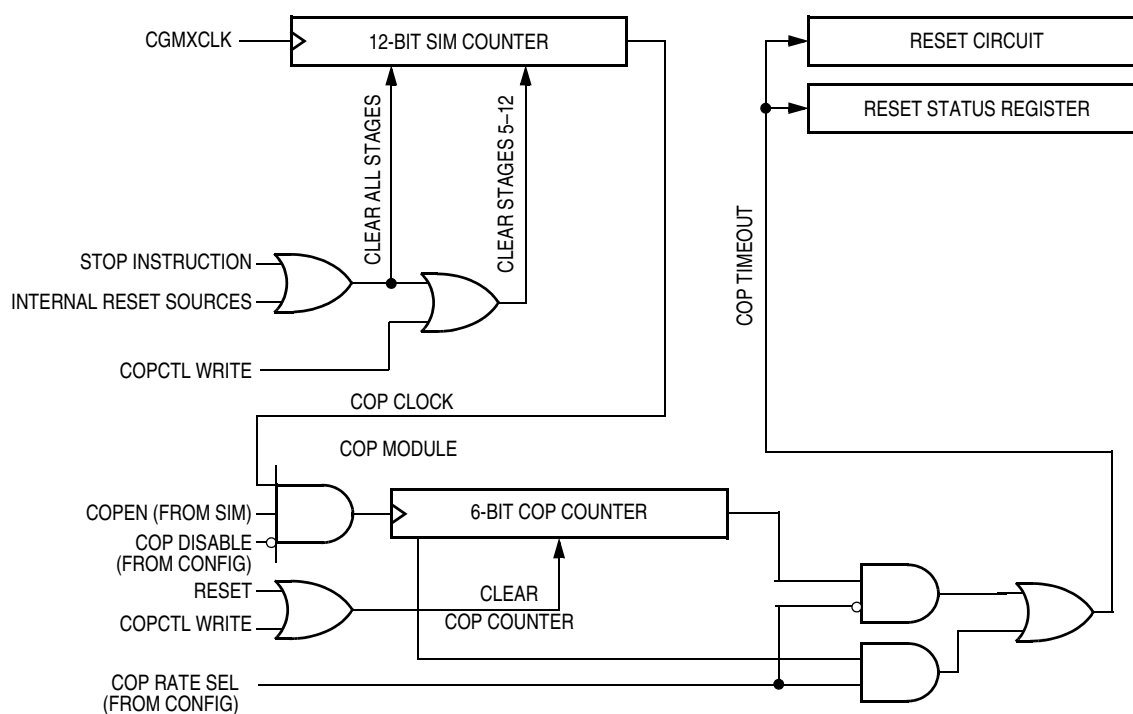 CGMXCLK
12-BIT SIM COUNTER
RESET CIRCUIT
RESET STATUS REGISTER
CLEAR ALL STAGES
CLEAR STAGES 5–12
COP TIMEOUT
STOP INSTRUCTION
INTERNAL RESET SOURCES
COPCTL WRITE
COP CLOCK
COP MODULE
COPEN (FROM SIM)
6-BIT COP COUNTER
COP DISABLE
(FROM CONFIG)
RESET
CLEAR
COP COUNTER
COPCTL WRITE
COP RATE SEL
(FROM CONFIG)